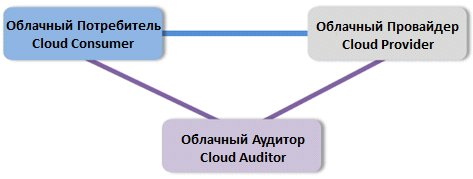 Облачный Потребитель
Cloud Consumer
Облачный Провайдер
Cloud Provider
Облачный Аудитор
Cloud Auditor